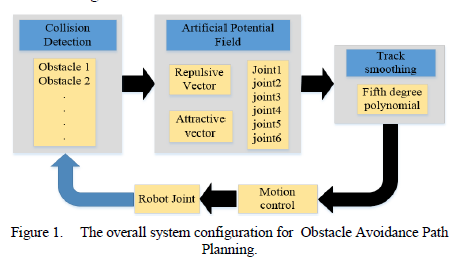 Collision
Detection
Obstacle 1
Obstacle 2
.
.
.
.
Artificial Potential
Field
Repulsive
Vector
Attractive
vector
Joint1
joint2
joint3
joint4
joint5
joint6
Track
smoothing
Fifth degree
polynomial
Motion
control
Robot Joint
Figure 1. The overall system configuration for Obstacle Avoidance Path
Planning.